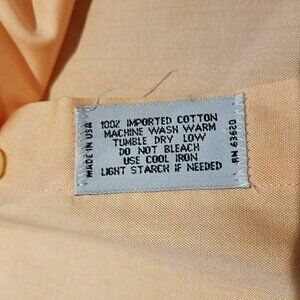 MADE IN USA
100% IMPORTED COTTON
MACHINE WASH WARM
TUMBLE DRY LOW
DO NOT BLEACH
USE COOL IRON
LIGHT STARCH IF NEEDED
RN 63620